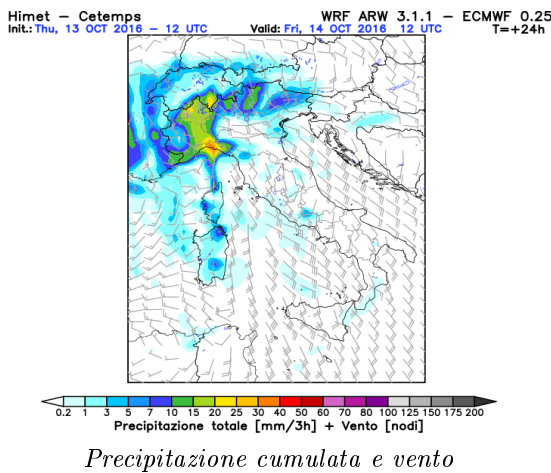 Himet – Cetemps WRF ARW 3.1.1 – ECMWF 0.25
Init.: Thu, 13 OCT 2016 – 12 UTC Valid: Fri, 14 OCT 2016 12 UTC T=+24h
0.2 1 3 5 7 10 15 20 25 30 40 50 60 70 80 100 125 150 175 200
Precipitazione totale [mm/3h] + Vento [nodi]
Precipitazione cumulata e vento